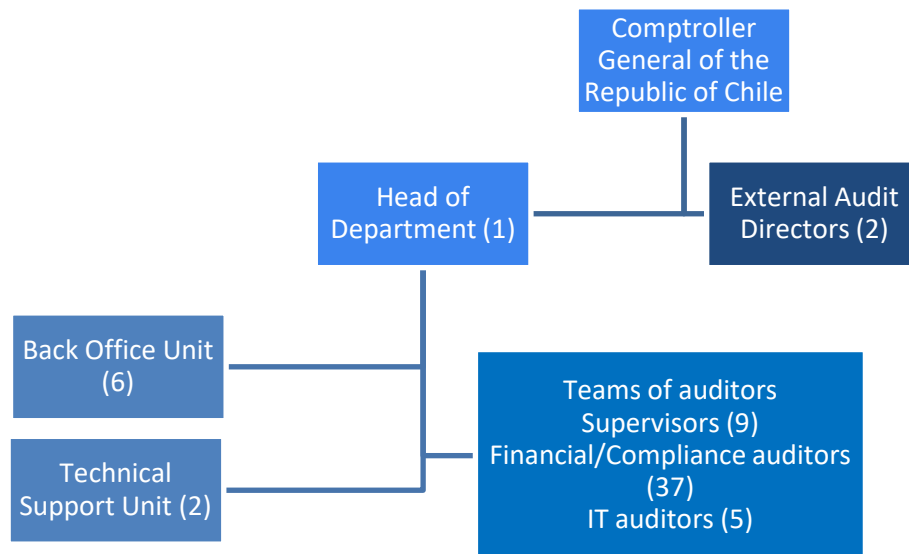 Comptroller
General of the
Republic of Chile
Head of
Department (1)
External Audit
Directors (2)
Back Office Unit
(6)
Teams of auditors
Supervisors (9)
Financial/Compliance auditors
(37)
IT auditors (5)
Technical
Support Unit (2)